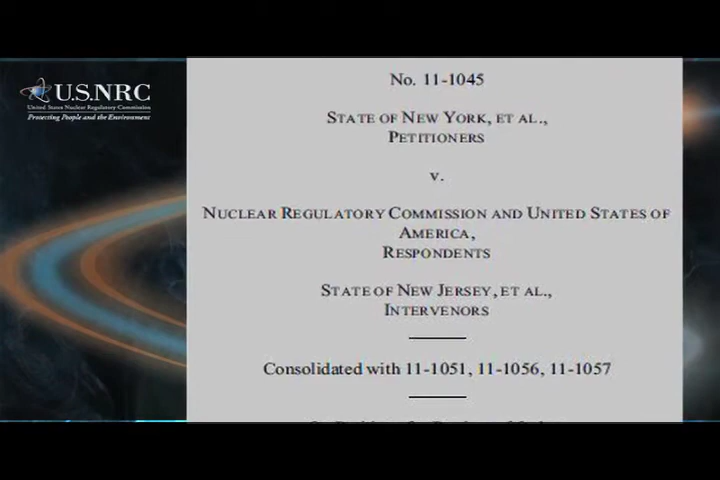 U.S.NRC
United States Nuclear Regulatory Commission
Protecting People and the Environment
No. 11-1045
STATE OF NEW YORK, ET AL.,
PETITIONERS
v.
NUCLEAR REGULATORY COMMISSION AND UNITED STATES OF
AMERICA,
RESPONDENTS
STATE OF NEW JERSEY, ET AL.,
INTERVENORS
Consolidated with 11-1051, 11-1056, 11-1057